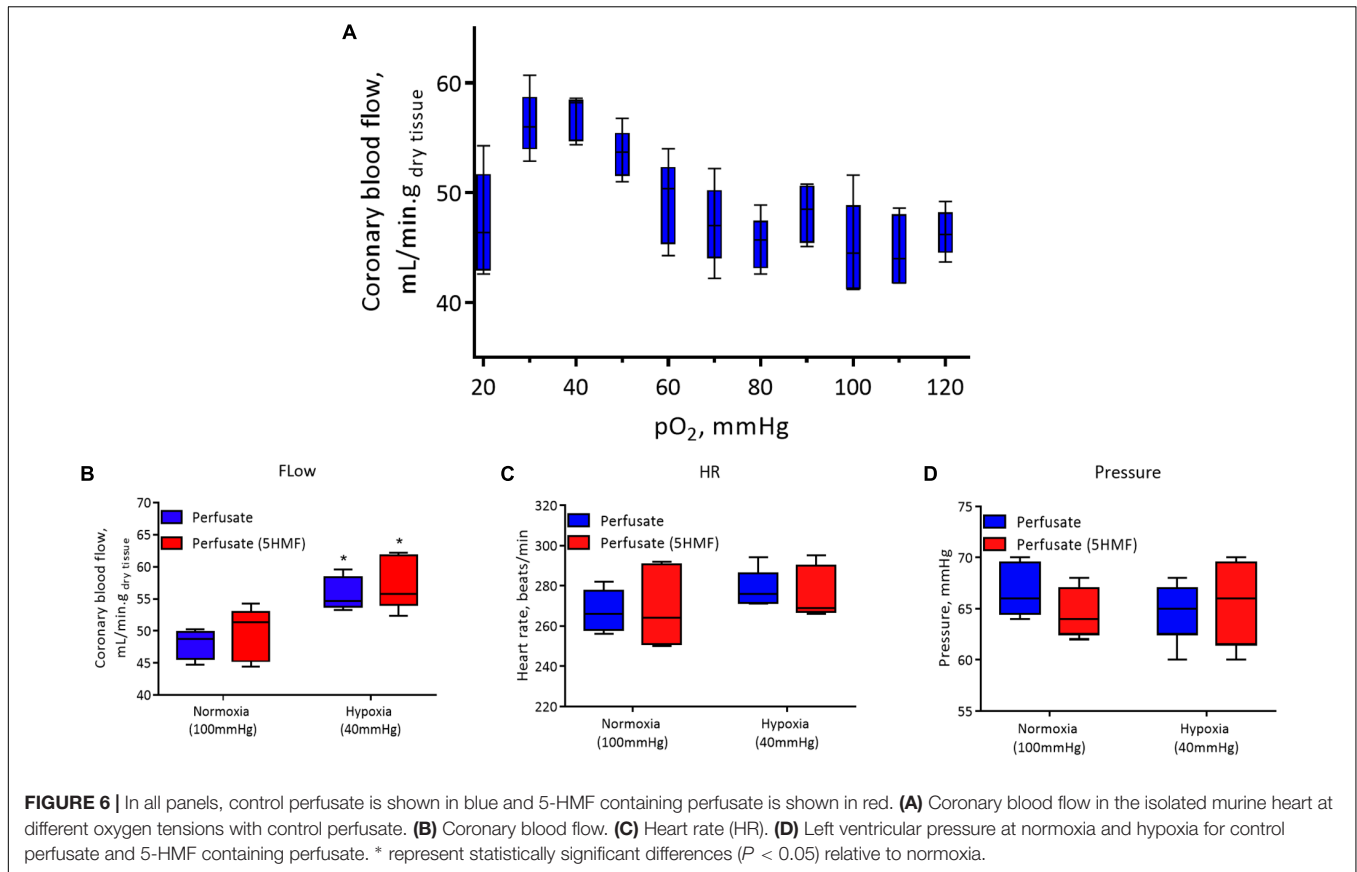 A
Coronary blood flow,
mL/min.g dry tissue
60
50
40
20 40 60 80 100 120
pO2, mmHg
B
FLow
Coronary blood flow,
mL/min.g dry tissue
70
65
60
55
50
45
40
Perfusate
Perfusate (5HMF)
* *
Normoxia
(100mmHg)
Hypoxia
(40mmHg)
C
HR
Heart rate, beats/min
320
300
280
260
240
220
Perfusate
Perfusate (5HMF)
Normoxia
(100mmHg)
Hypoxia
(40mmHg)
D
Pressure
Pressure, mmHg
75
70
65
60
55
Perfusate
Perfusate (5HMF)
Normoxia
(100mmHg)
Hypoxia
(40mmHg)
FIGURE 6 | In all panels, control perfusate is shown in blue and 5-HMF containing perfusate is shown in red. (A) Coronary blood flow in the isolated murine heart at
different oxygen tensions with control perfusate. (B) Coronary blood flow. (C) Heart rate (HR). (D) Left ventricular pressure at normoxia and hypoxia for control
perfusate and 5-HMF containing perfusate. * represent statistically significant differences (P < 0.05) relative to normoxia.